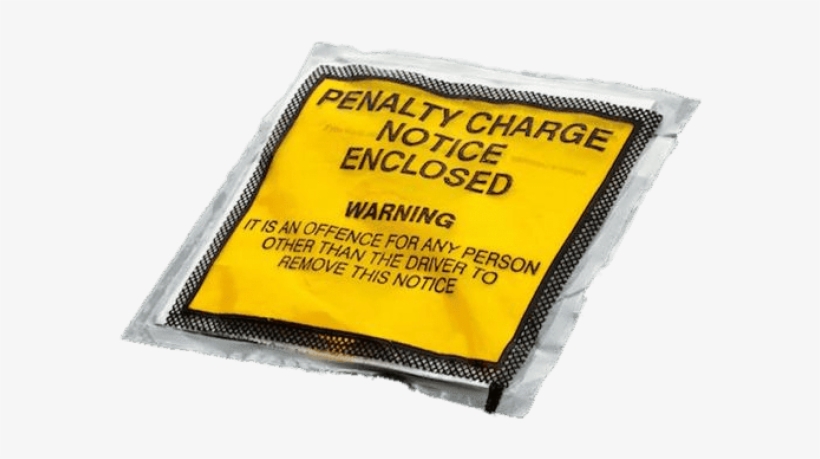 PENALTY CHARGE
NOTICE
ENCLOSED
WARNING
IT IS AN OFFENCE FOR ANY PERSON
OTHER THAN THE DRIVER TO
REMOVE THIS NOTICE